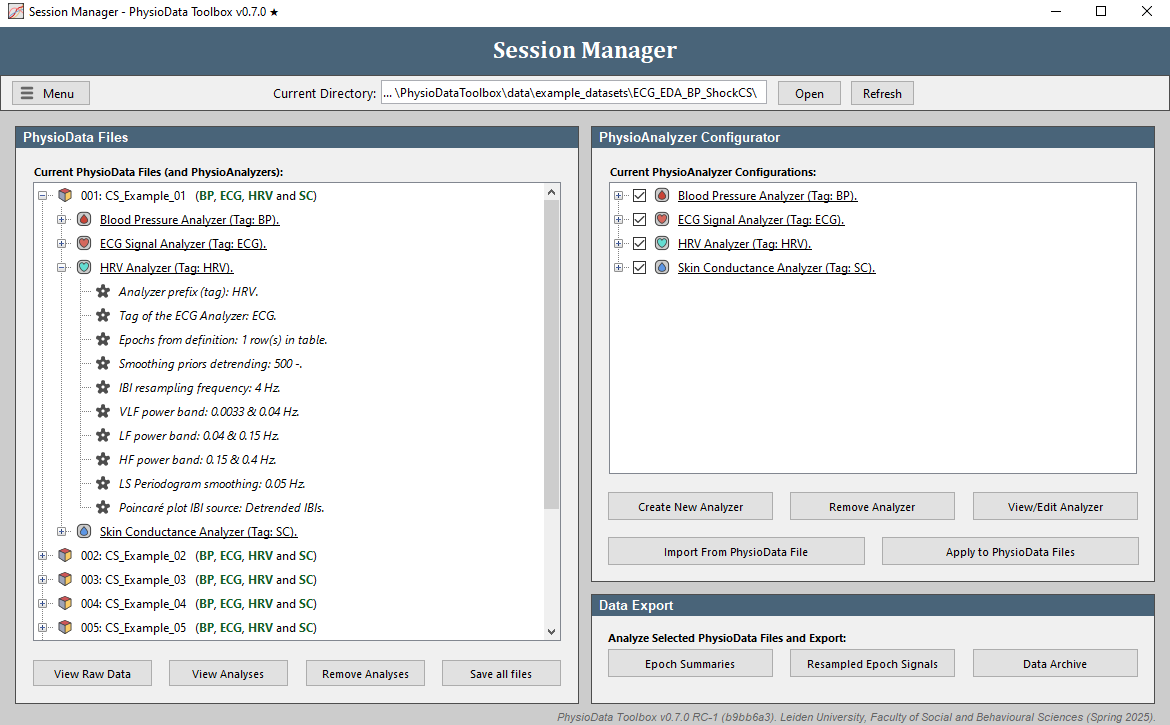 Session Manager - PhysioData Toolbox v0.7.0 ★
Session Manager
Menu
Current Directory: ... \PhysioDataToolbox\data\example_datasets\ECG_EDA_BP_ShockCS\ Open Refresh
PhysioData Files
Current PhysioData Files (and PhysioAnalyzers):
001: CS_Example_01 (BP, ECG, HRV and SC)
Blood Pressure Analyzer (Tag: BP).
ECG Signal Analyzer (Tag: ECG).
HRV Analyzer (Tag: HRV).
Analyzer prefix (tag): HRV.
Tag of the ECG Analyzer: ECG.
Epochs from definition: 1 row(s) in table.
Smoothing priors detrending: 500 -.
IBI resampling frequency: 4 Hz.
VLF power band: 0.0033 & 0.04 Hz.
LF power band: 0.04 & 0.15 Hz.
HF power band: 0.15 & 0.4 Hz.
LS Periodogram smoothing: 0.05 Hz.
Poincaré plot IBI source: Detrended IBIs.
Skin Conductance Analyzer (Tag: SC).
002: CS_Example_02 (BP, ECG, HRV and SC)
003: CS_Example_03 (BP, ECG, HRV and SC)
004: CS_Example_04 (BP, ECG, HRV and SC)
005: CS_Example_05 (BP, ECG, HRV and SC)
View Raw Data View Analyses Remove Analyses Save all files
PhysioAnalyzer Configurator
Current PhysioAnalyzer Configurations:
Blood Pressure Analyzer (Tag: BP).
ECG Signal Analyzer (Tag: ECG).
HRV Analyzer (Tag: HRV).
Skin Conductance Analyzer (Tag: SC).
Create New Analyzer Remove Analyzer View/Edit Analyzer
Import From PhysioData File Apply to PhysioData Files
Data Export
Analyze Selected PhysioData Files and Export:
Epoch Summaries Resampled Epoch Signals Data Archive
PhysioData Toolbox v0.7.0 RC-1 (b9bb6a3). Leiden University, Faculty of Social and Behavioural Sciences (Spring 2025).